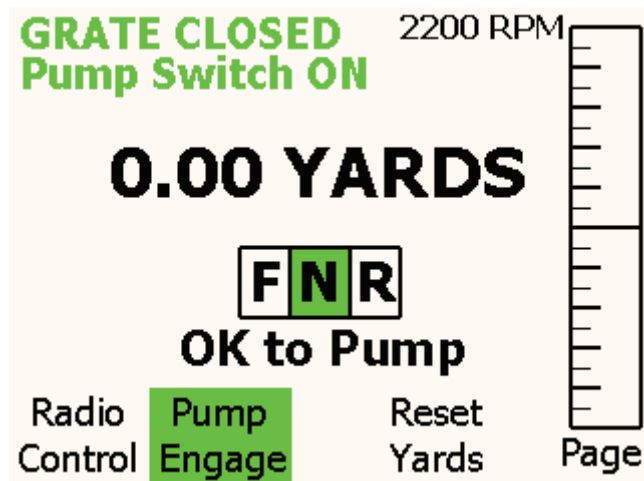 GRATE CLOSED
2200 RPM
Pump Switch ON
0.00 YARDS
F N R
OK to Pump
Radio Control
Pump Engage
Reset Yards
Page